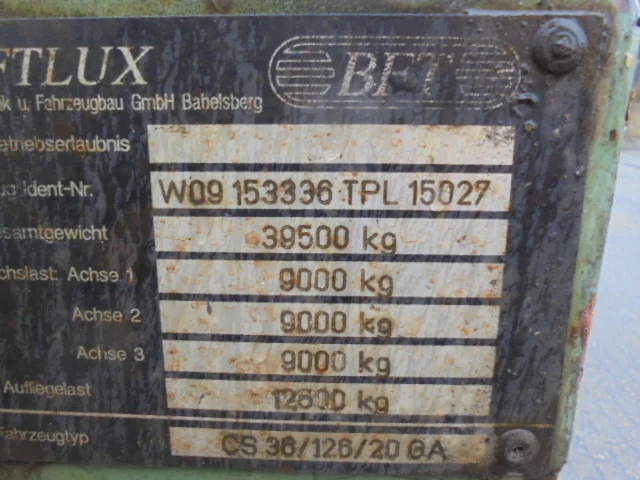 FTLUX BFT
k u. Fahrzeugbau GmbH Babelsberg
etriebserlaubnis
ug Ident-Nr. W09 153336 TPL 15027
esamtgewicht 39500 kg
chslast: Achse 1 9000 kg
Achse 2 9000 kg
Achse 3 9000 kg
Aufliegelast 12600 kg
Fahrzeugtyp CS 36/126/20 GA